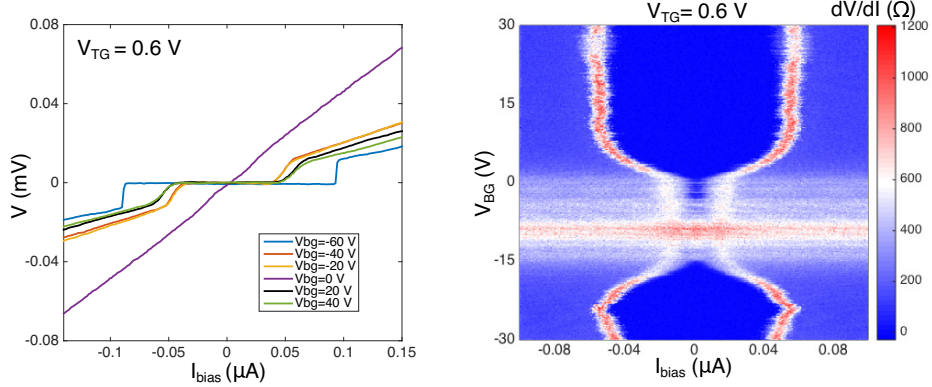 V_TG = 0.6 V
V_TG = 0.6 V
dV/dI (Ω)
V_TG = 0.6 V
0.08
0.04
0
-0.04
-0.08
V (mV)
-0.1
-0.05
0
0.05
0.1
0.15
I_bias (μA)
Vbg=-60 V
Vbg=-40 V
Vbg=-20 V
Vbg=0 V
Vbg=20 V
Vbg=40 V
30
15
0
-15
-30
V_BG (V)
-0.08
-0.04
0
0.04
0.08
I_bias (μA)
1200
1000
800
600
400
200
0